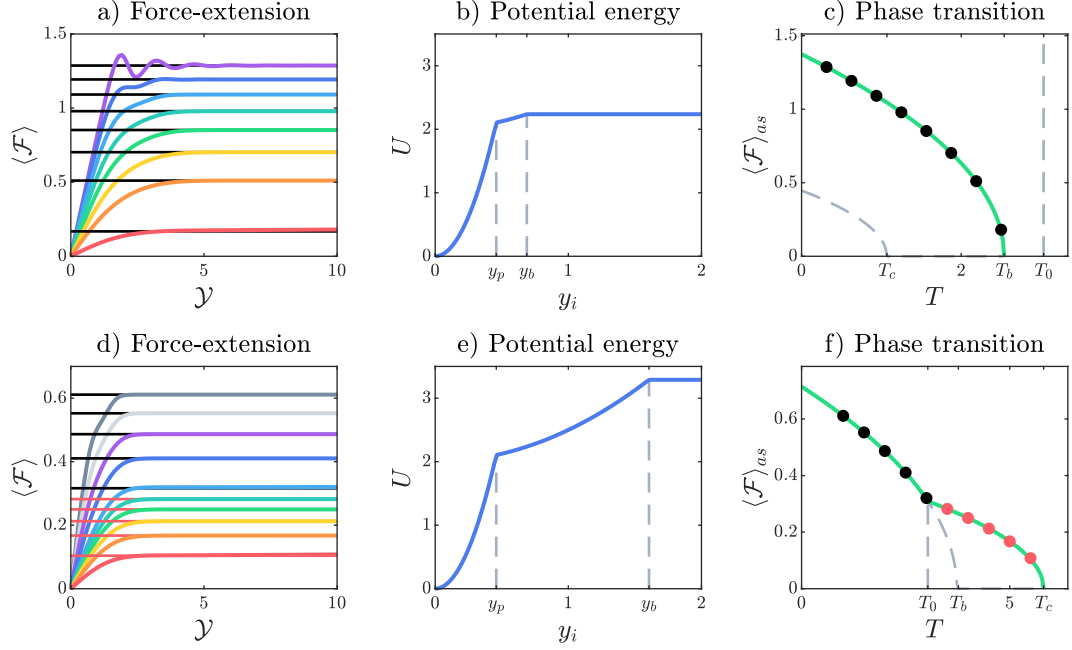 a) Force-extension
1.5
1
0.5
0
0
5
10
⟨ℱ⟩
𝒴
b) Potential energy
3
2
1
0
0
y_p
y_b
1
2
U
y_i
c) Phase transition
1.5
1
0.5
0
0
T_c
2
T_b
T_0
⟨ℱ⟩_as
T
d) Force-extension
0.6
0.4
0.2
0
0
5
10
⟨ℱ⟩
𝒴
e) Potential energy
3
2
1
0
0
y_p
1
y_b
2
U
y_i
f) Phase transition
0.6
0.4
0.2
0
0
T_0
T_b
5
T_c
⟨ℱ⟩_as
T